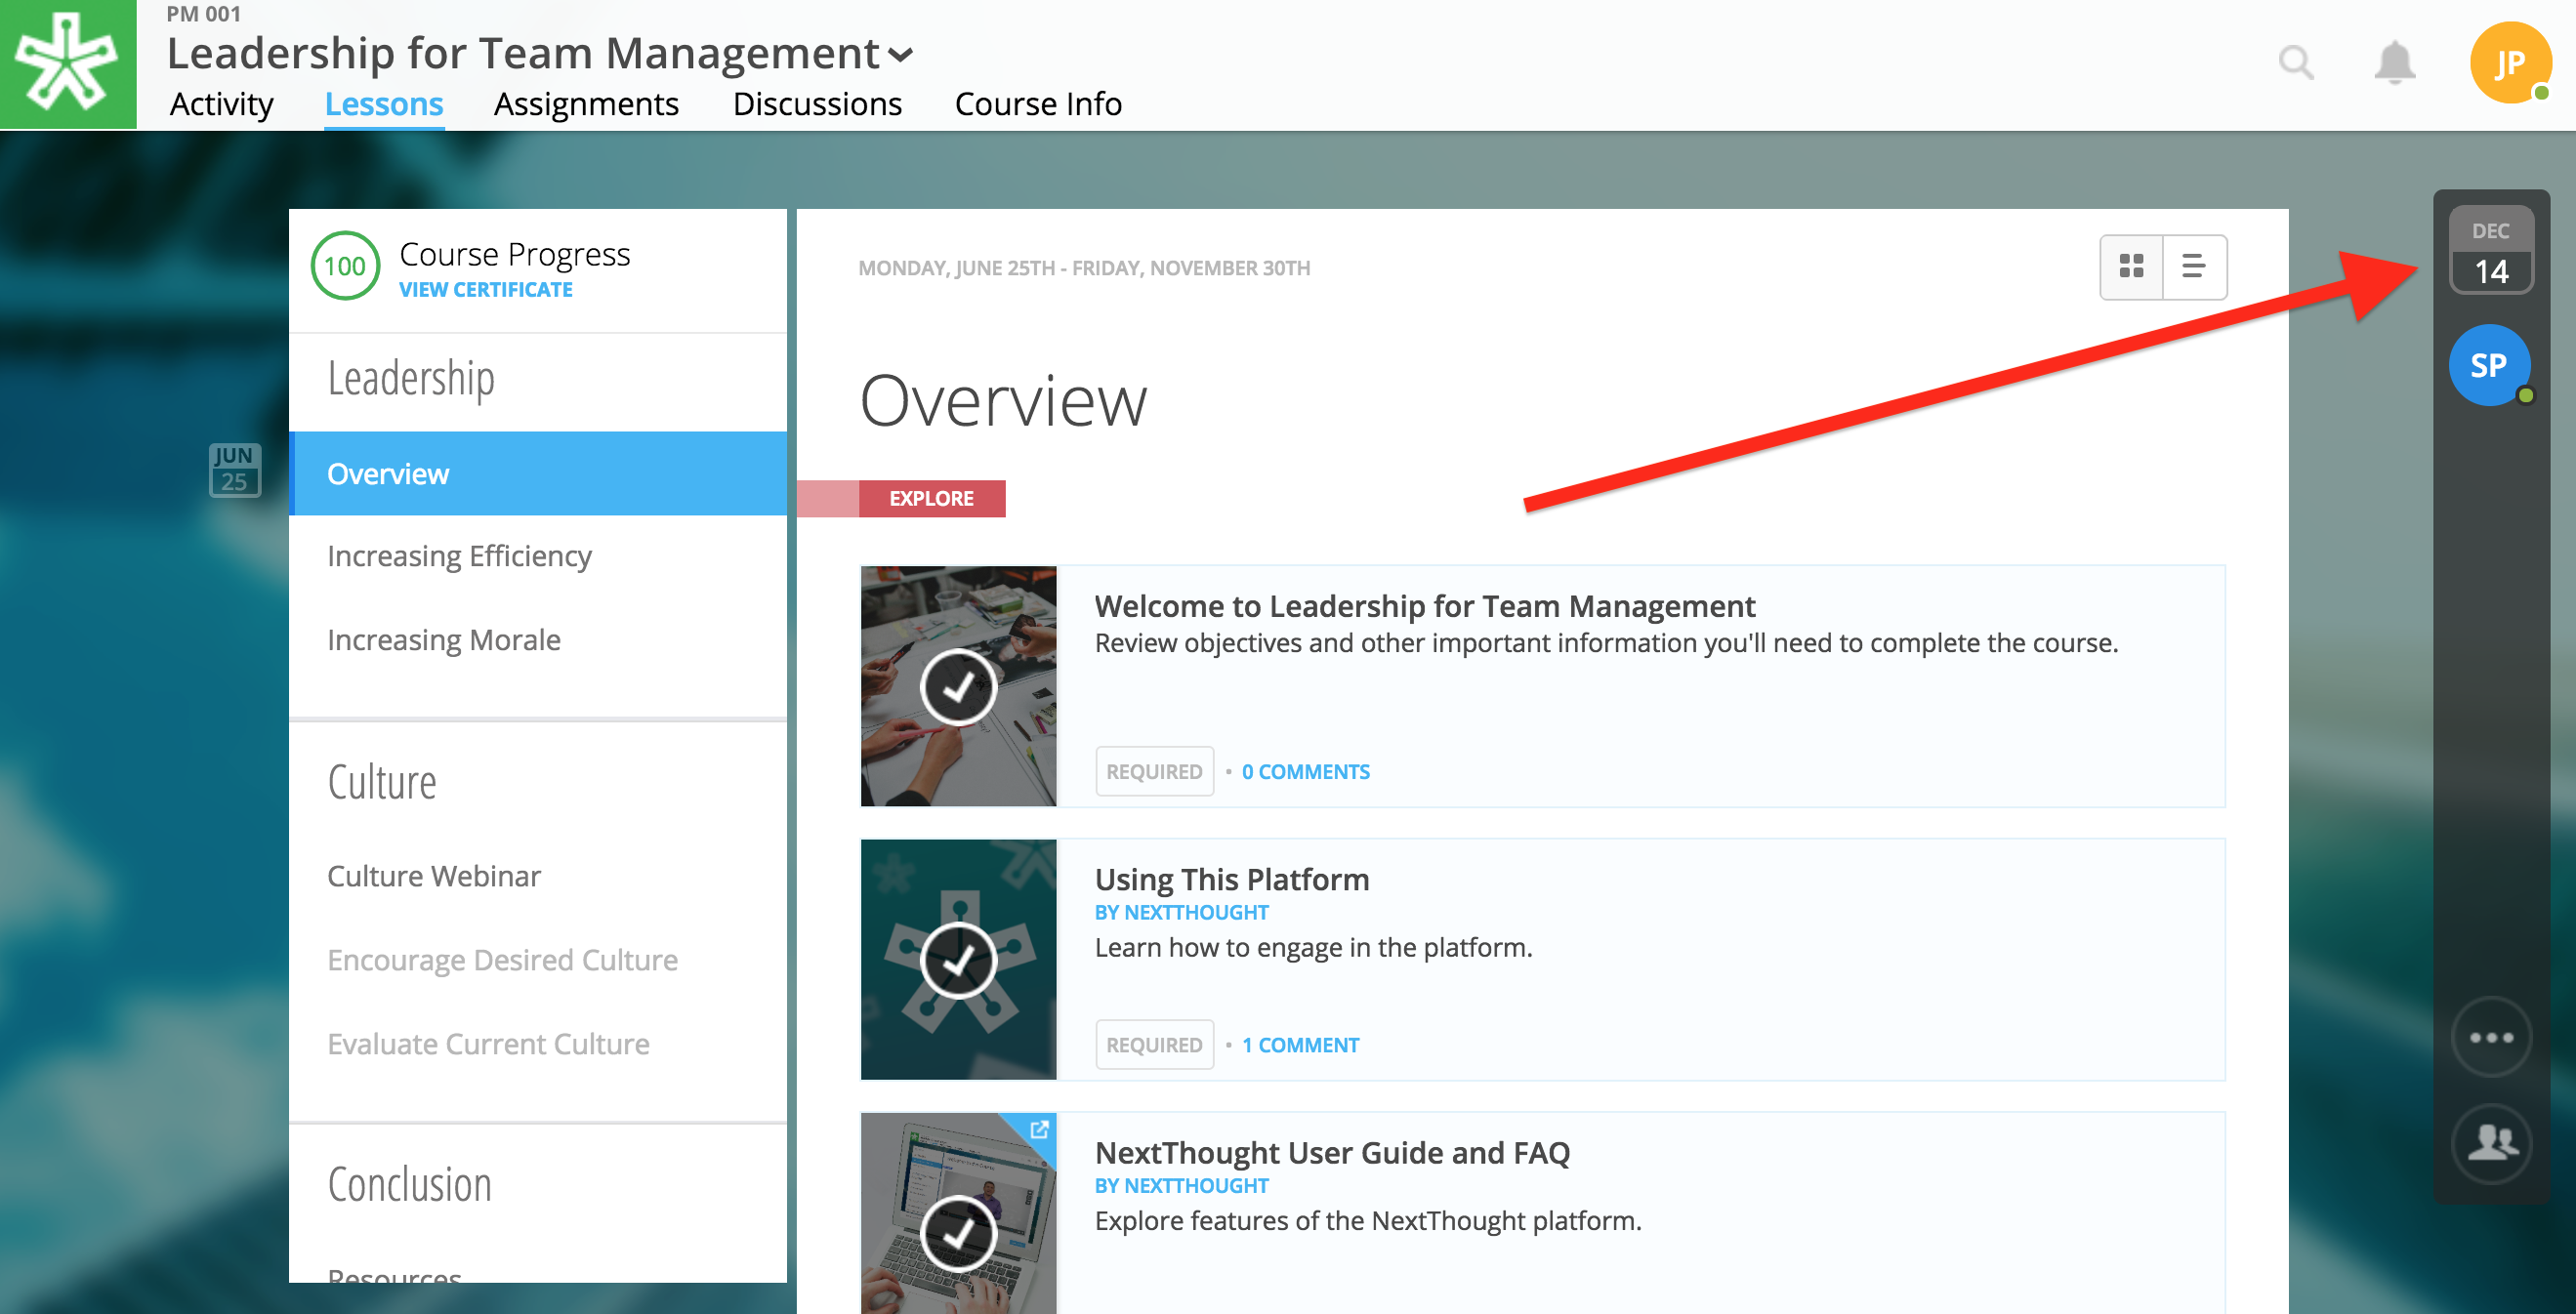 PM 001
Leadership for Team Management
Activity Lessons Assignments Discussions Course Info
JP
100
Course Progress
VIEW CERTIFICATE
Leadership
JUN
25
Overview
Increasing Efficiency
Increasing Morale
Culture
Culture Webinar
Encourage Desired Culture
Evaluate Current Culture
Conclusion
Resources
MONDAY, JUNE 25TH - FRIDAY, NOVEMBER 30TH
Overview
EXPLORE
Welcome to Leadership for Team Management
Review objectives and other important information you'll need to complete the course.
REQUIRED • 0 COMMENTS
Using This Platform
BY NEXTTHOUGHT
Learn how to engage in the platform.
REQUIRED • 1 COMMENT
NextThought User Guide and FAQ
BY NEXTTHOUGHT
Explore features of the NextThought platform.
DEC
14
SP